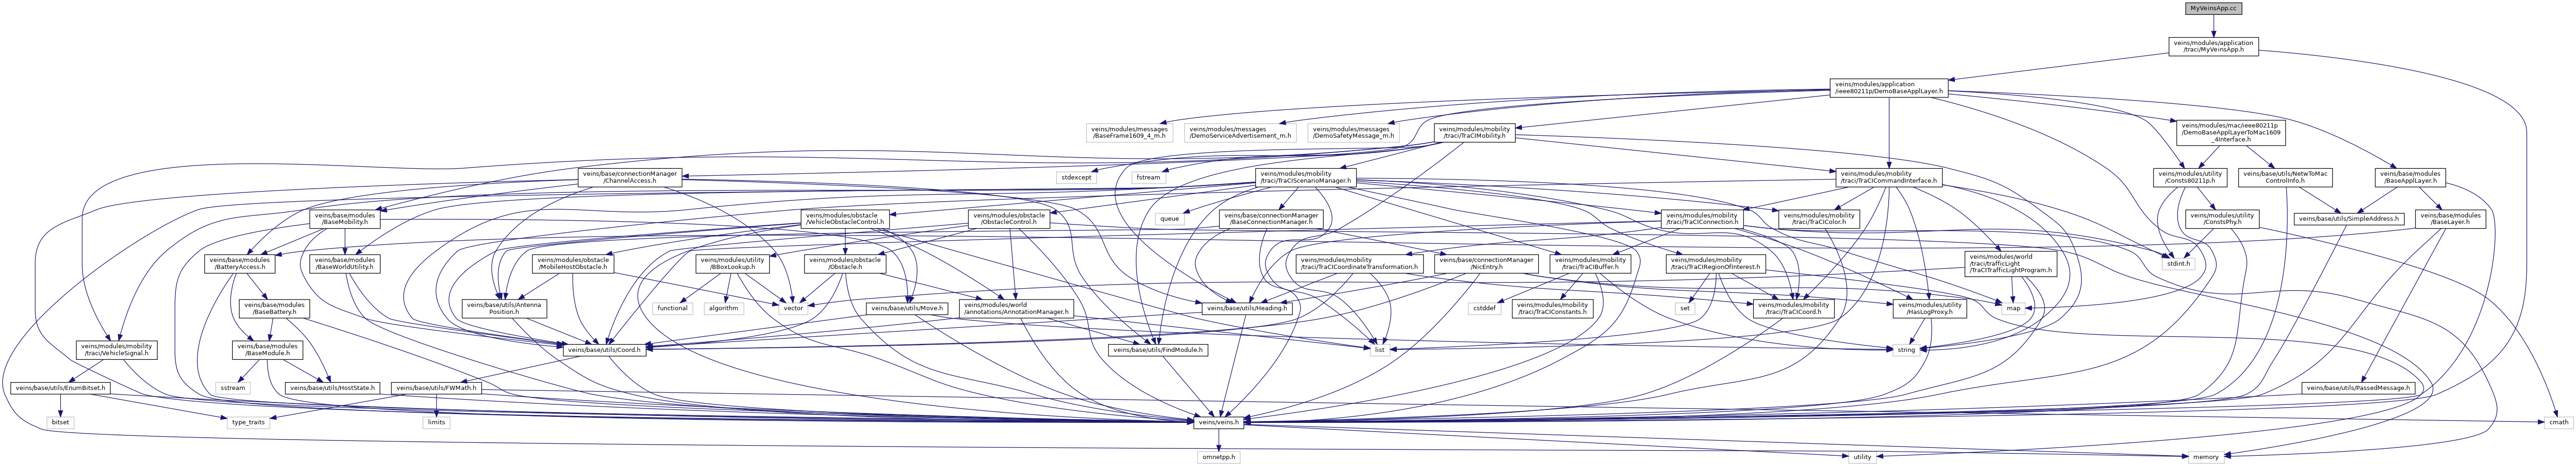 MyVeinsApp.cc
veins/modules/application
/traci/MyVeinsApp.h
veins/modules/application
/ieee80211p/DemoBaseApplLayer.h
veins/modules/messages
/BaseFrame1609_4_m.h
veins/modules/messages
/DemoServiceAdvertisement_m.h
veins/modules/messages
/DemoSafetyMessage_m.h
veins/modules/mobility
/traci/TraCIMobility.h
veins/modules/mac/ieee80211p
/DemoBaseApplLayerToMac1609
_4Interface.h
veins/base/connectionManager
/ChannelAccess.h
stdexcept
fstream
veins/modules/mobility
/traci/TraCIScenarioManager.h
veins/modules/mobility
/traci/TraCICommandInterface.h
veins/modules/utility
/Consts80211p.h
veins/base/utils/NetwToMac
ControlInfo.h
veins/base/modules
/BaseApplLayer.h
veins/base/modules
/BaseMobility.h
veins/modules/obstacle
/VehicleObstacleControl.h
veins/modules/obstacle
/ObstacleControl.h
queue
veins/base/connectionManager
/BaseConnectionManager.h
veins/modules/mobility
/traci/TraCIConnection.h
veins/modules/mobility
/traci/TraCIColor.h
veins/modules/utility
/ConstsPhy.h
veins/base/utils/SimpleAddress.h
veins/base/modules
/BaseLayer.h
veins/base/modules
/BatteryAccess.h
veins/base/modules
/BaseWorldUtility.h
veins/modules/obstacle
/MobileHostObstacle.h
veins/modules/utility
/BBoxLookup.h
veins/modules/obstacle
/Obstacle.h
veins/modules/mobility
/traci/TraCICoordinateTransformation.h
veins/base/connectionManager
/NicEntry.h
veins/modules/mobility
/traci/TraCIBuffer.h
veins/modules/mobility
/traci/TraCIRegionOfInterest.h
veins/modules/world
/traci/trafficLight
/TraCITrafficLightProgram.h
stdint.h
veins/base/modules
/BaseBattery.h
veins/base/utils/Antenna
Position.h
functional
algorithm
vector
veins/base/utils/Move.h
veins/modules/world
/annotations/AnnotationManager.h
veins/base/utils/Heading.h
cstddef
veins/modules/mobility
/traci/TraCIConstants.h
set
veins/modules/mobility
/traci/TraCICoord.h
veins/modules/utility
/HasLogProxy.h
map
veins/modules/mobility
/traci/VehicleSignal.h
veins/base/modules
/BaseModule.h
veins/base/utils/Coord.h
veins/base/utils/FindModule.h
list
string
veins/base/utils/EnumBitset.h
sstream
veins/base/utils/HostState.h
veins/base/utils/FWMath.h
veins/base/utils/PassedMessage.h
bitset
type_traits
limits
veins/veins.h
cmath
omnetpp.h
utility
memory